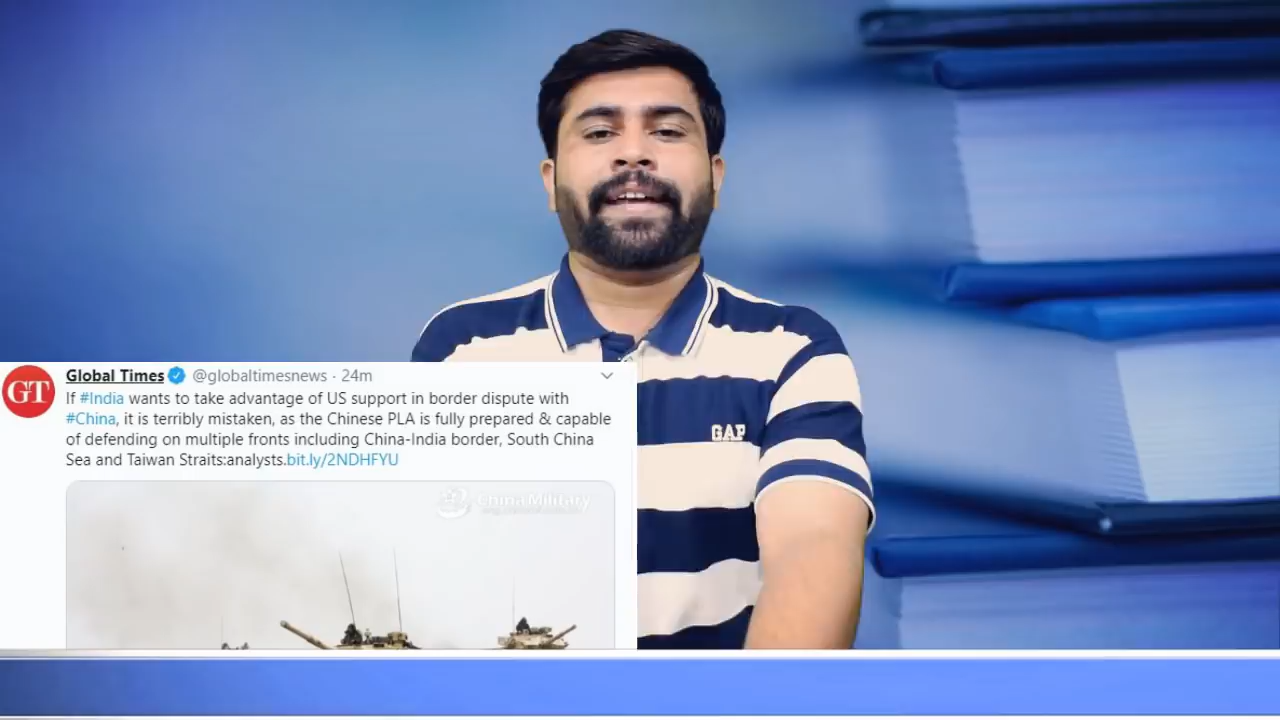 GT
Global Times @globaltimesnews · 24m
If #India wants to take advantage of US support in border dispute with
#China, it is terribly mistaken, as the Chinese PLA is fully prepared & capable
of defending on multiple fronts including China-India border, South China
Sea and Taiwan Straits:analysts.bit.ly/2NDHFYU
China Military
GAP